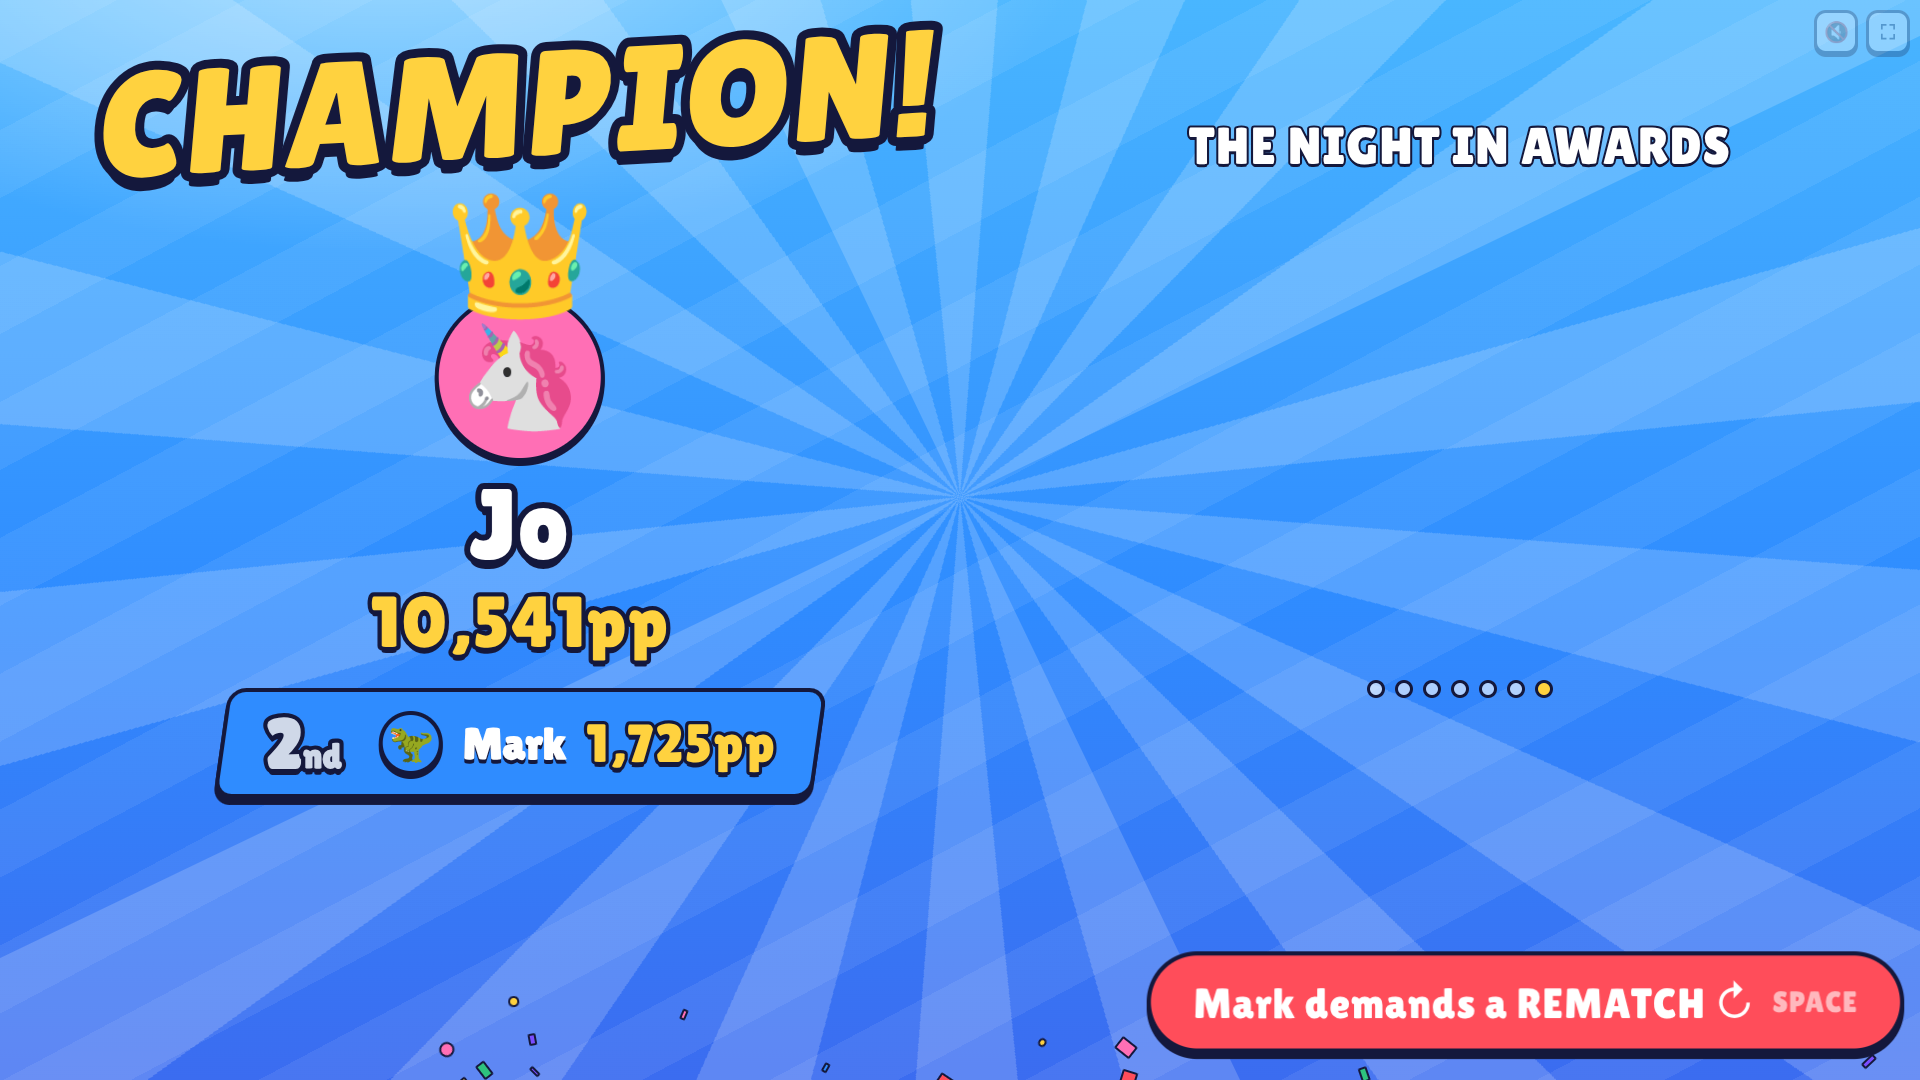 CHAMPION!
THE NIGHT IN AWARDS
Jo
10,541pp
2nd Mark 1,725pp
Mark demands a REMATCH SPACE